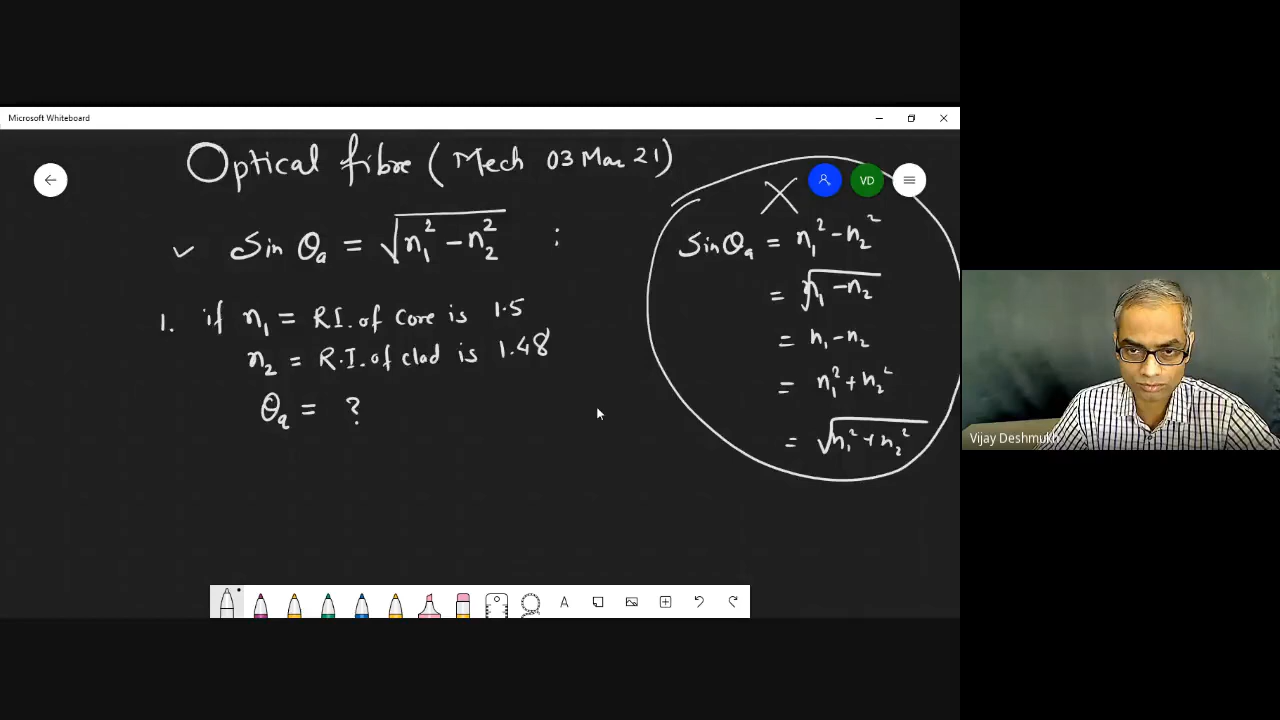 Microsoft Whiteboard
Optical fibre (Mech 03 Mar 21)
VD
✓ Sin θa = √(n₁² - n₂²) :
1. if n₁ = RI. of Core is 1.5
n₂ = R.I. of clad is 1.48
θa = ?
X
Sin θa = n₁² - n₂²
= √(n₁ - n₂)
= n₁ - n₂
= n₁² + n₂²
= √(n₁² + n₂²)
Vijay Deshmukh
A